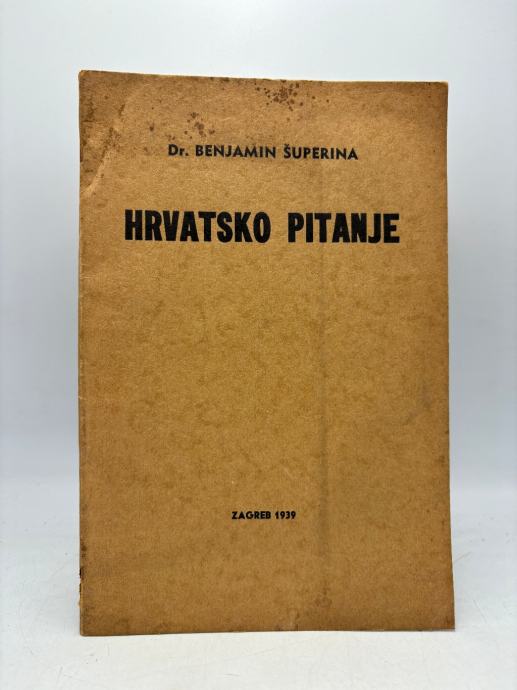 Dr. BENJAMIN ŠUPERINA
HRVATSKO PITANJE
ZAGREB 1939